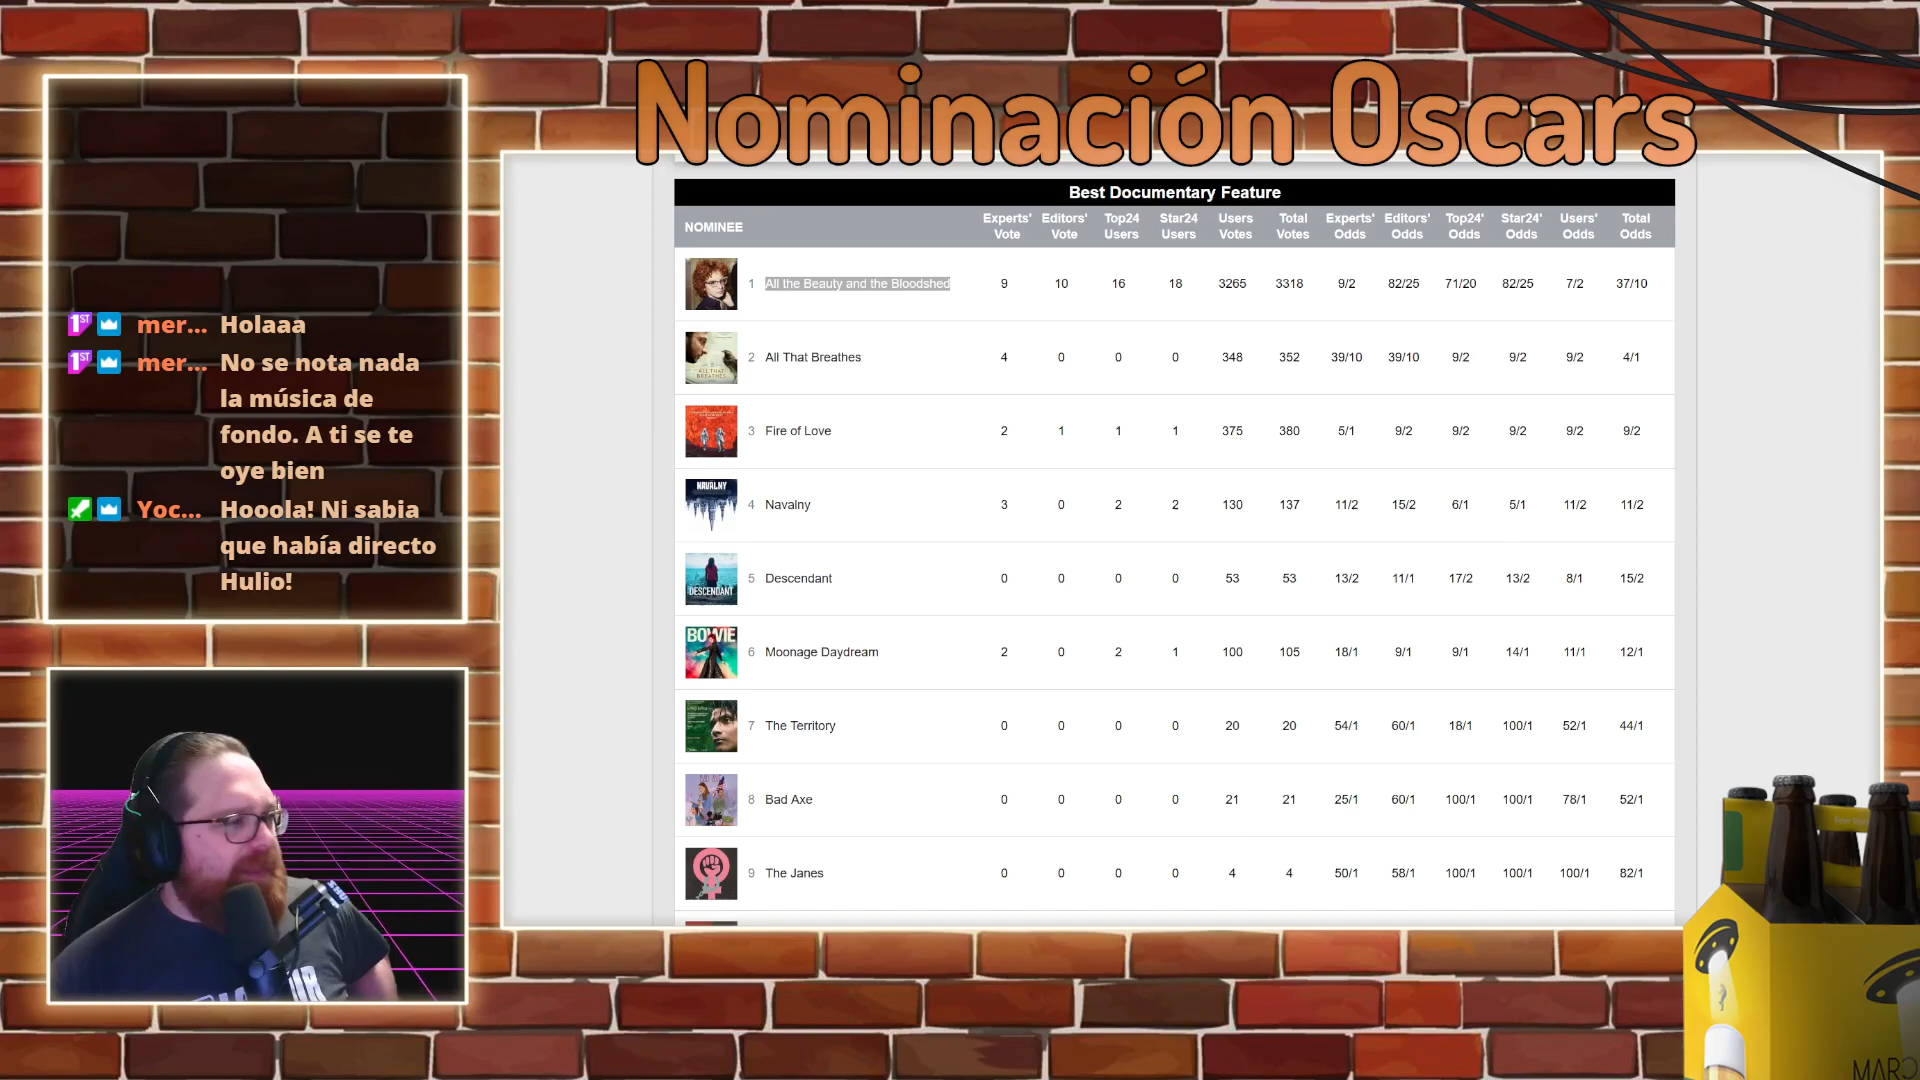 Nominación Oscars
Holaaa
mer...
No se nota nada
mer...
la música de
fondo. A ti se te
oye bien
Yoc... Hooola! Ni sabia
que había directo
Hulio!
Best Documentary Feature
NOMINEE Experts' Vote Editors' Vote Top24 Users Star24 Users Users Votes Total Votes Experts' Odds Editors' Odds Top24' Odds Star24' Odds Users' Odds Total Odds
1 All the Beauty and the Bloodshed 9 10 16 18 3265 3318 9/2 82/25 71/20 82/25 7/2 37/10
ALL THAT BREATHES
2 All That Breathes 4 0 0 0 348 352 39/10 39/10 9/2 9/2 9/2 4/1
3 Fire of Love 2 1 1 1 375 380 5/1 9/2 9/2 9/2 9/2 9/2
NAVALNY
4 Navalny 3 0 2 2 130 137 11/2 15/2 6/1 5/1 11/2 11/2
DESCENDANT
5 Descendant 0 0 0 0 53 53 13/2 11/1 17/2 13/2 8/1 15/2
BOWIE
6 Moonage Daydream 2 0 2 1 100 105 18/1 9/1 9/1 14/1 11/1 12/1
7 The Territory 0 0 0 0 20 20 54/1 60/1 18/1 100/1 52/1 44/1
8 Bad Axe 0 0 0 0 21 21 25/1 60/1 100/1 100/1 78/1 52/1
9 The Janes 0 0 0 0 4 4 50/1 58/1 100/1 100/1 100/1 82/1